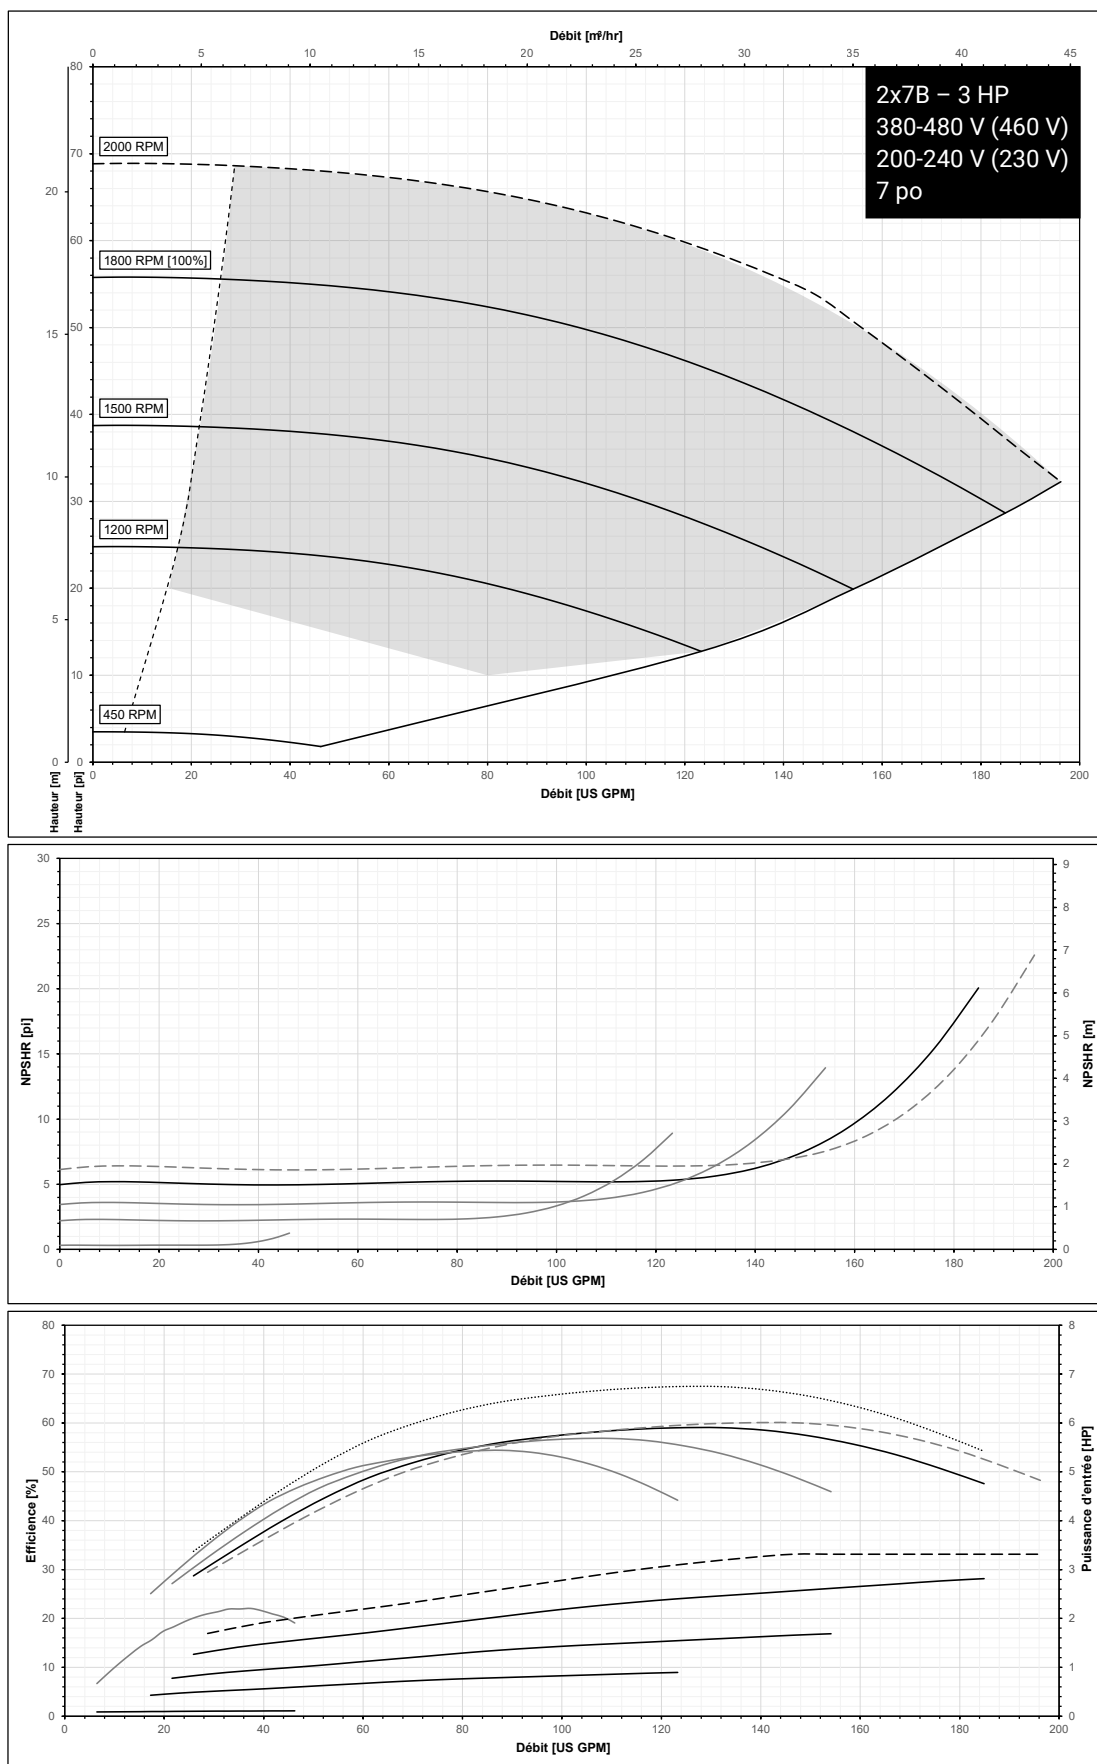 Débit [m³/hr]
0 5 10 15 20 25 30 35 40 45
80
70
60
50
40
30
20
10
0
20
15
10
5
0
2x7B – 3 HP
380-480 V (460 V)
200-240 V (230 V)
7 po
2000 RPM
1800 RPM [100%]
1500 RPM
1200 RPM
450 RPM
0 20 40 60 80 100 120 140 160 180 200
Débit [US GPM]
Hauteur [m]
Hauteur [pi]
30
25
20
15
10
5
0
NPSHR [pi]
9
8
7
6
5
4
3
2
1
0
NPSHR [m]
0 20 40 60 80 100 120 140 160 180 200
Débit [US GPM]
80
70
60
50
40
30
20
10
0
Efficience [%]
8
7
6
5
4
3
2
1
0
Puissance d'entrée [HP]
0 20 40 60 80 100 120 140 160 180 200
Débit [US GPM]